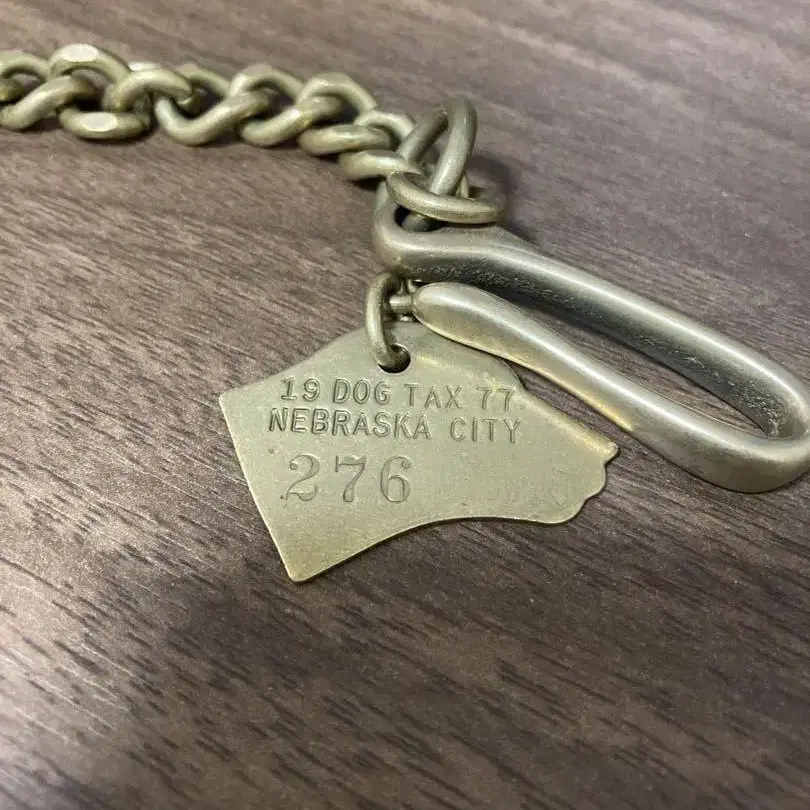 19 DOG TAX 77
NEBRASKA CITY
276